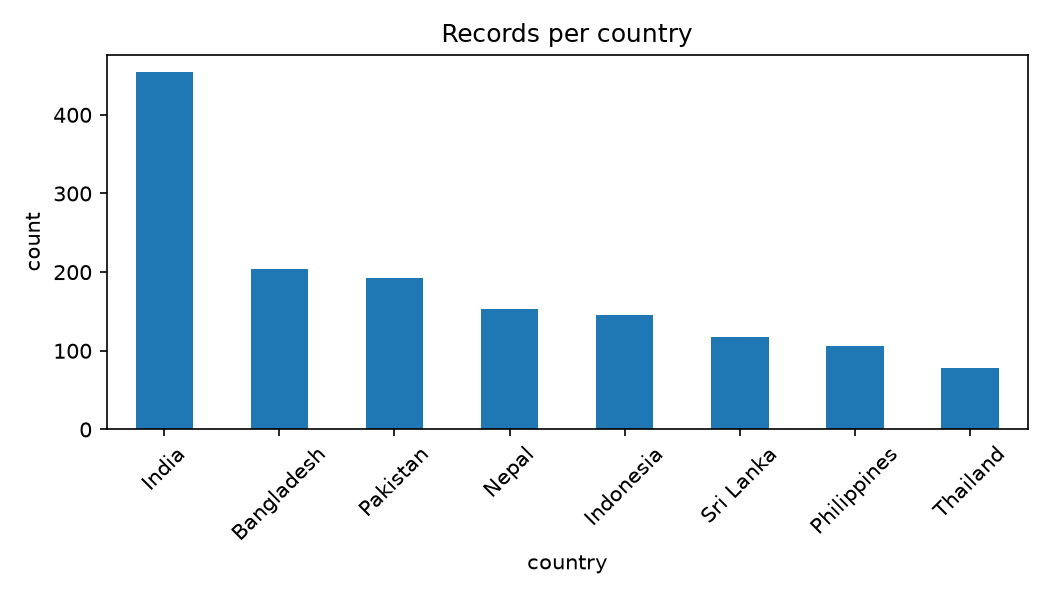 Records per country
count
400
300
200
100
0
India
Bangladesh
Pakistan
Nepal
Indonesia
Sri Lanka
Philippines
Thailand
country